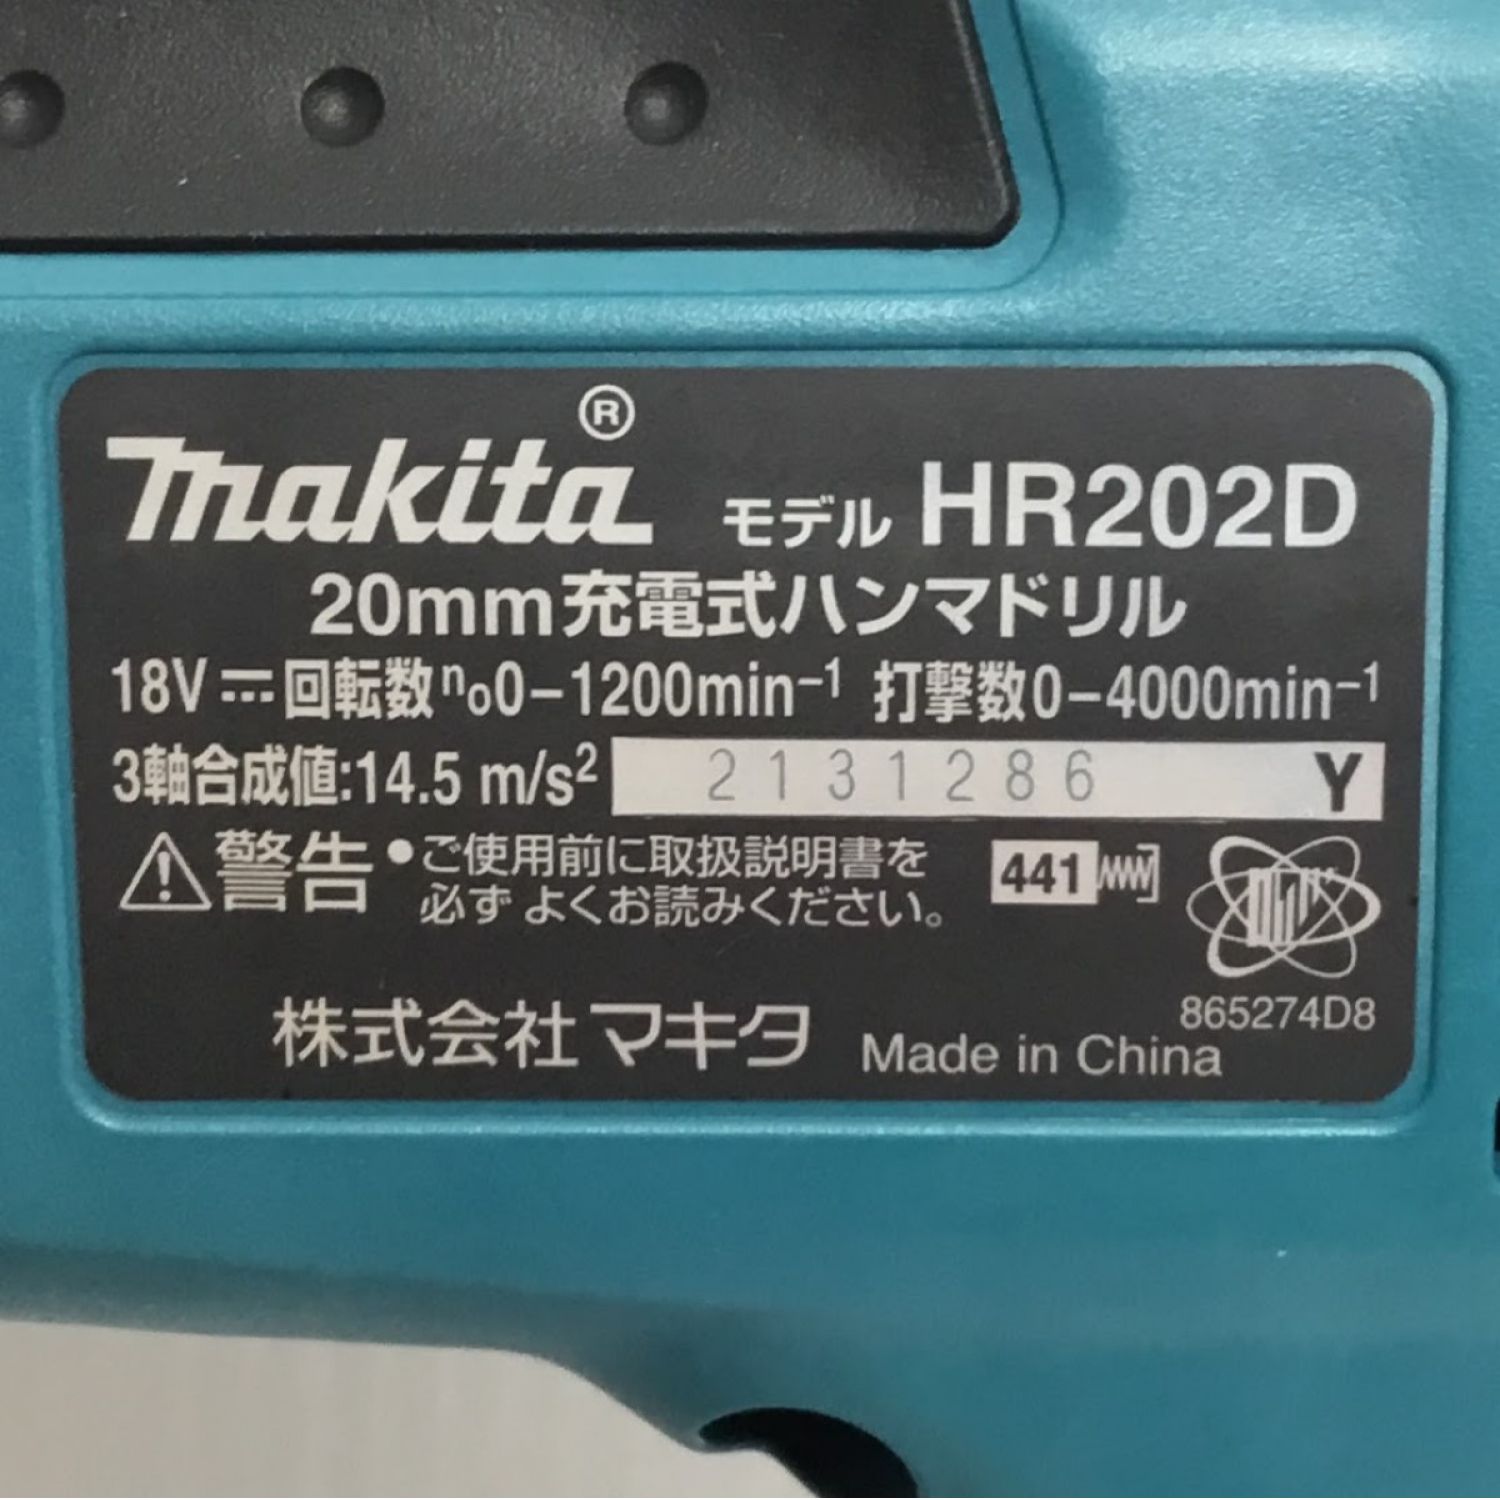 makita® モデル HR202D
20mm充電式ハンマドリル
18V⎓回転数n₀0−1200min⁻¹ 打撃数0−4000min⁻¹
3軸合成値:14.5 m/s² 2131286 Y
⚠警告 •ご使用前に取扱説明書を
必ずよくお読みください。
441
865274D8
株式会社マキタ Made in China